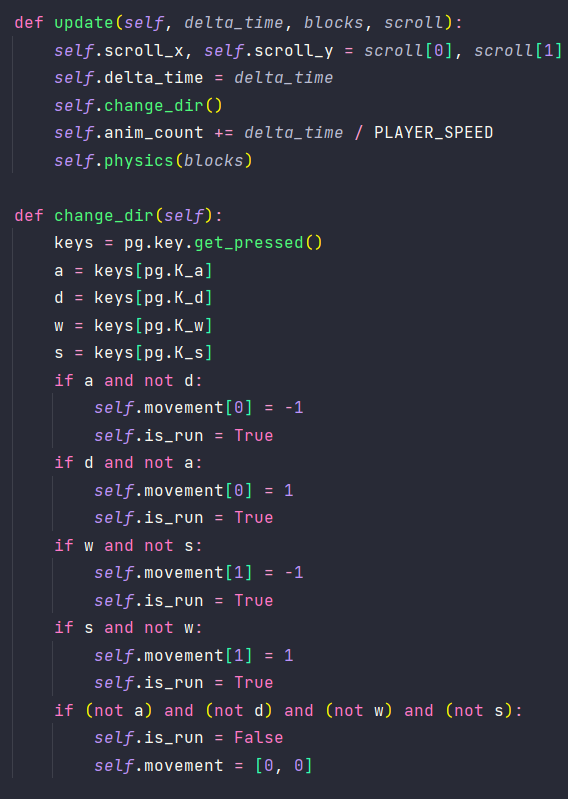 def update(self, delta_time, blocks, scroll):
    self.scroll_x, self.scroll_y = scroll[0], scroll[1]
    self.delta_time = delta_time
    self.change_dir()
    self.anim_count += delta_time / PLAYER_SPEED
    self.physics(blocks)

def change_dir(self):
    keys = pg.key.get_pressed()
    a = keys[pg.K_a]
    d = keys[pg.K_d]
    w = keys[pg.K_w]
    s = keys[pg.K_s]
    if a and not d:
        self.movement[0] = -1
        self.is_run = True
    if d and not a:
        self.movement[0] = 1
        self.is_run = True
    if w and not s:
        self.movement[1] = -1
        self.is_run = True
    if s and not w:
        self.movement[1] = 1
        self.is_run = True
    if (not a) and (not d) and (not w) and (not s):
        self.is_run = False
        self.movement = [0, 0]